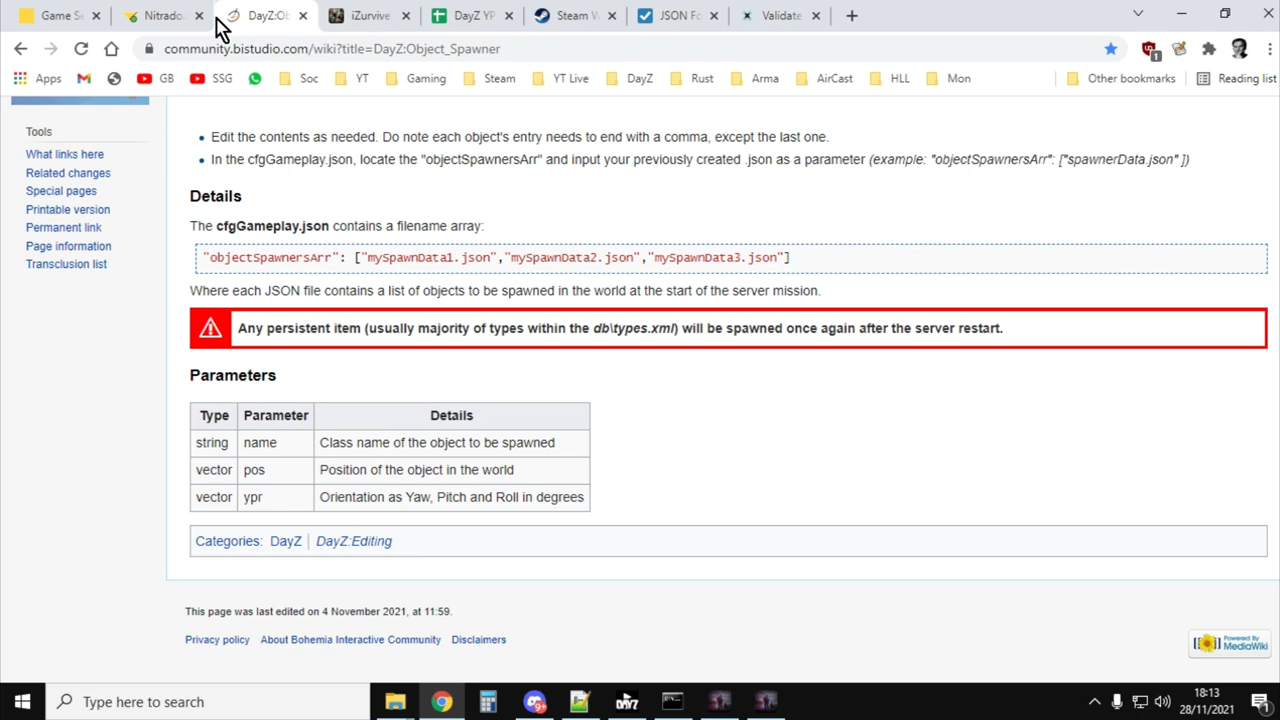 Game Se
Nitrado.
DayZ:Ob
iZurvive
DayZ YP
Steam W
JSON Fo
Validate
community.bistudio.com/wiki?title=DayZ:Object_Spawner
1
Apps
GB
SSG
Soc
YT
Gaming
Steam
YT Live
DayZ
Rust
Arma
AirCast
HLL
Mon
Other bookmarks
Reading list
Tools
What links here
Related changes
Special pages
Printable version
Permanent link
Page information
Transclusion list
Edit the contents as needed. Do note each object's entry needs to end with a comma, except the last one.
In the cfgGameplay.json, locate the "objectSpawnersArr" and input your previously created .json as a parameter (example: "objectSpawnersArr": ["spawnerData.json" ])
Details
The cfgGameplay.json contains a filename array:
"objectSpawnersArr": ["mySpawnData1.json","mySpawnData2.json","mySpawnData3.json"]
Where each JSON file contains a list of objects to be spawned in the world at the start of the server mission.
Any persistent item (usually majority of types within the db\types.xml) will be spawned once again after the server restart.
Parameters
Type Parameter Details
string name Class name of the object to be spawned
vector pos Position of the object in the world
vector ypr Orientation as Yaw, Pitch and Roll in degrees
Categories: DayZ | DayZ:Editing
This page was last edited on 4 November 2021, at 11:59.
Privacy policy About Bohemia Interactive Community Disclaimers
Powered By
MediaWiki
Type here to search
DAYZ
18:13
28/11/2021